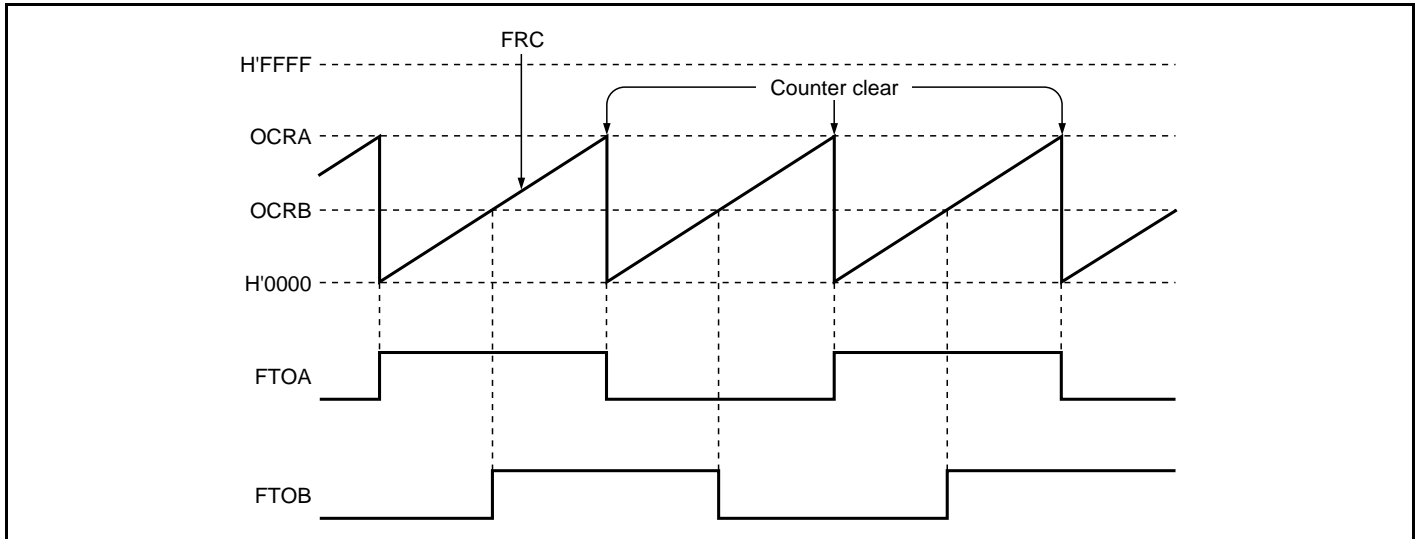 FRC
H'FFFF
Counter clear
OCRA
OCRB
H'0000
FTOA
FTOB